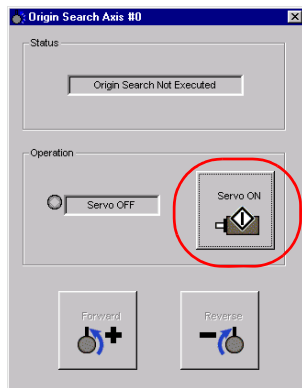 Origin Search Axis #0
Status
Origin Search Not Executed
Operation
Servo OFF
Servo ON
Forward
Reverse